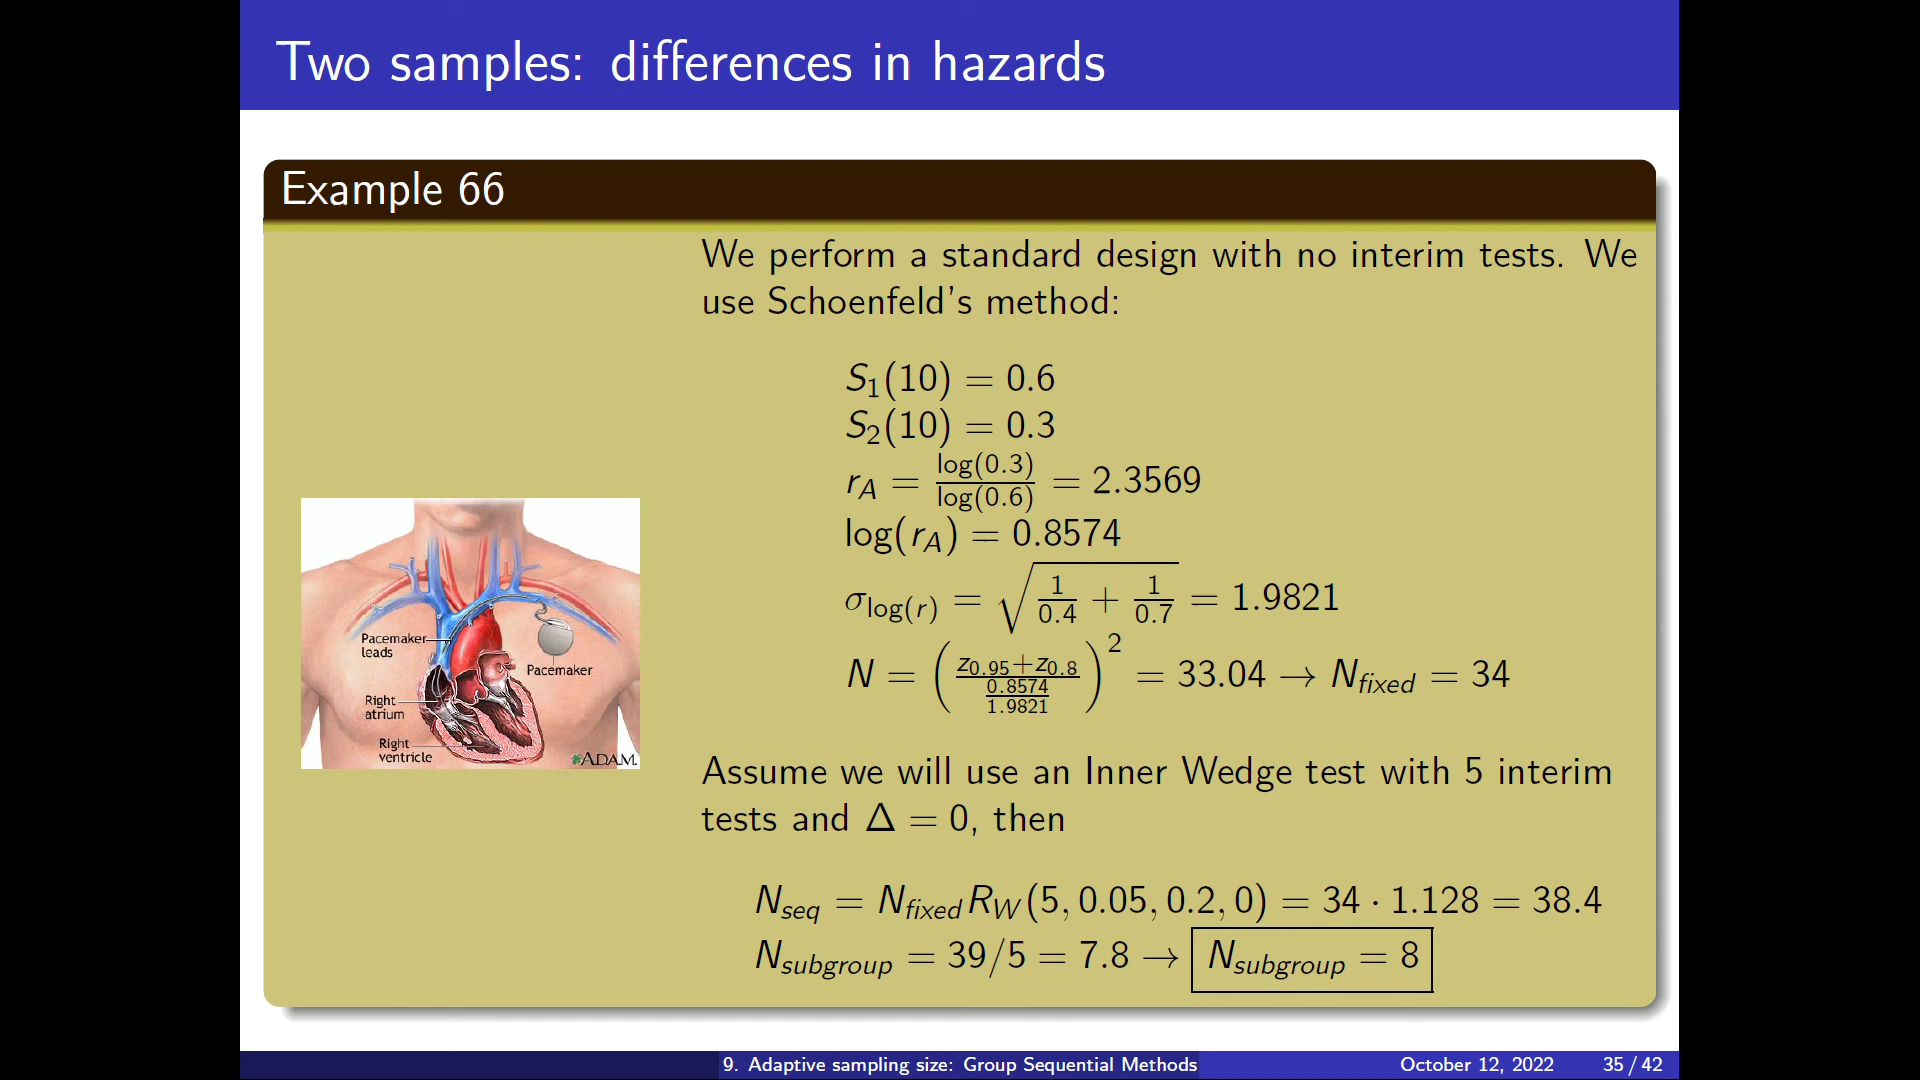 Two samples: differences in hazards
Example 66
We perform a standard design with no interim tests. We
use Schoenfeld's method:
S₁(10) = 0.6
S₂(10) = 0.3
r_A = log(0.3)/log(0.6) = 2.3569
log(r_A) = 0.8574
σ_log(r) = √(1/0.4 + 1/0.7) = 1.9821
N = ((z_0.95+z_0.8)/(0.8574/1.9821))² = 33.04 → N_fixed = 34
Assume we will use an Inner Wedge test with 5 interim
tests and Δ = 0, then
N_seq = N_fixed R_W(5, 0.05, 0.2, 0) = 34 · 1.128 = 38.4
N_subgroup = 39/5 = 7.8 → N_subgroup = 8
Pacemaker
leads
Pacemaker
Right
atrium
Right
ventricle
A.D.A.M.
9. Adaptive sampling size: Group Sequential Methods
October 12, 2022
35 / 42